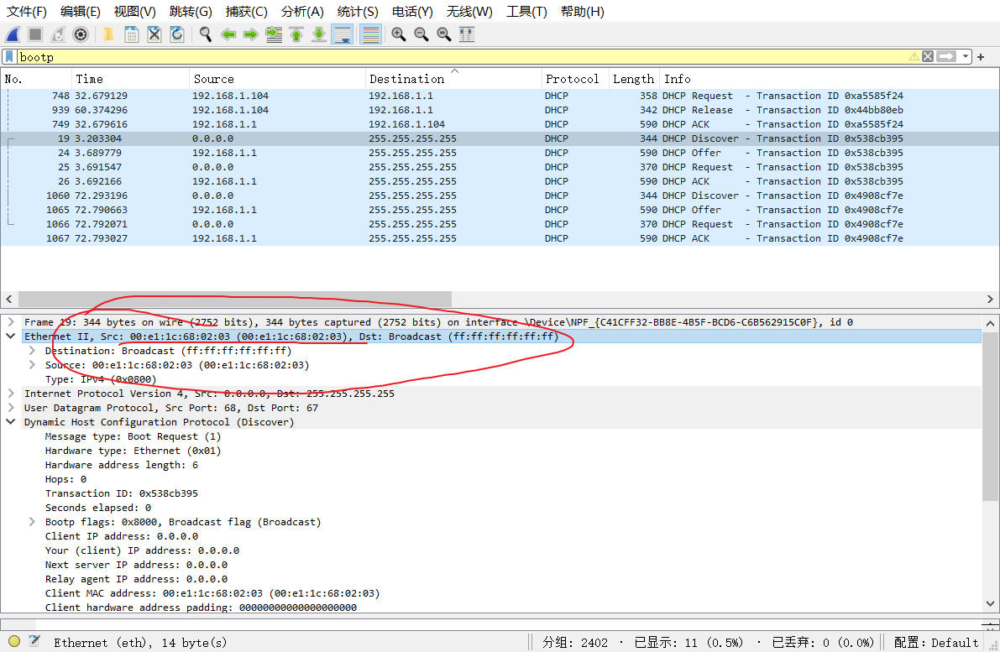 文件(F) 编辑(E) 视图(V) 跳转(G) 捕获(C) 分析(A) 统计(S) 电话(Y) 无线(W) 工具(T) 帮助(H)
bootp
No. Time Source Destination Protocol Length Info
748 32.679129 192.168.1.104 192.168.1.1 DHCP 358 DHCP Request - Transaction ID 0xa5585f24
939 60.374296 192.168.1.104 192.168.1.1 DHCP 342 DHCP Release - Transaction ID 0x44bb80eb
749 32.679616 192.168.1.1 192.168.1.104 DHCP 590 DHCP ACK - Transaction ID 0xa5585f24
19 3.203304 0.0.0.0 255.255.255.255 DHCP 344 DHCP Discover - Transaction ID 0x538cb395
24 3.689779 192.168.1.1 255.255.255.255 DHCP 590 DHCP Offer - Transaction ID 0x538cb395
25 3.691547 0.0.0.0 255.255.255.255 DHCP 370 DHCP Request - Transaction ID 0x538cb395
26 3.692166 192.168.1.1 255.255.255.255 DHCP 590 DHCP ACK - Transaction ID 0x538cb395
1060 72.293196 0.0.0.0 255.255.255.255 DHCP 344 DHCP Discover - Transaction ID 0x4908cf7e
1065 72.790663 192.168.1.1 255.255.255.255 DHCP 590 DHCP Offer - Transaction ID 0x4908cf7e
1066 72.792071 0.0.0.0 255.255.255.255 DHCP 370 DHCP Request - Transaction ID 0x4908cf7e
1067 72.793027 192.168.1.1 255.255.255.255 DHCP 590 DHCP ACK - Transaction ID 0x4908cf7e
Frame 19: 344 bytes on wire (2752 bits), 344 bytes captured (2752 bits) on interface \Device\NPF_{C41CFF32-BB8E-4B5F-BCD6-C6B562915C0F}, id 0
Ethernet II, Src: 00:e1:1c:68:02:03 (00:e1:1c:68:02:03), Dst: Broadcast (ff:ff:ff:ff:ff:ff)
Destination: Broadcast (ff:ff:ff:ff:ff:ff)
Source: 00:e1:1c:68:02:03 (00:e1:1c:68:02:03)
Type: IPv4 (0x0800)
Internet Protocol Version 4, Src: 0.0.0.0, Dst: 255.255.255.255
User Datagram Protocol, Src Port: 68, Dst Port: 67
Dynamic Host Configuration Protocol (Discover)
Message type: Boot Request (1)
Hardware type: Ethernet (0x01)
Hardware address length: 6
Hops: 0
Transaction ID: 0x538cb395
Seconds elapsed: 0
Bootp flags: 0x8000, Broadcast flag (Broadcast)
Client IP address: 0.0.0.0
Your (client) IP address: 0.0.0.0
Next server IP address: 0.0.0.0
Relay agent IP address: 0.0.0.0
Client MAC address: 00:e1:1c:68:02:03 (00:e1:1c:68:02:03)
Client hardware address padding: 00000000000000000000
Ethernet (eth), 14 byte(s) 分组: 2402 · 已显示: 11 (0.5%) · 已丢弃: 0 (0.0%) 配置: Default